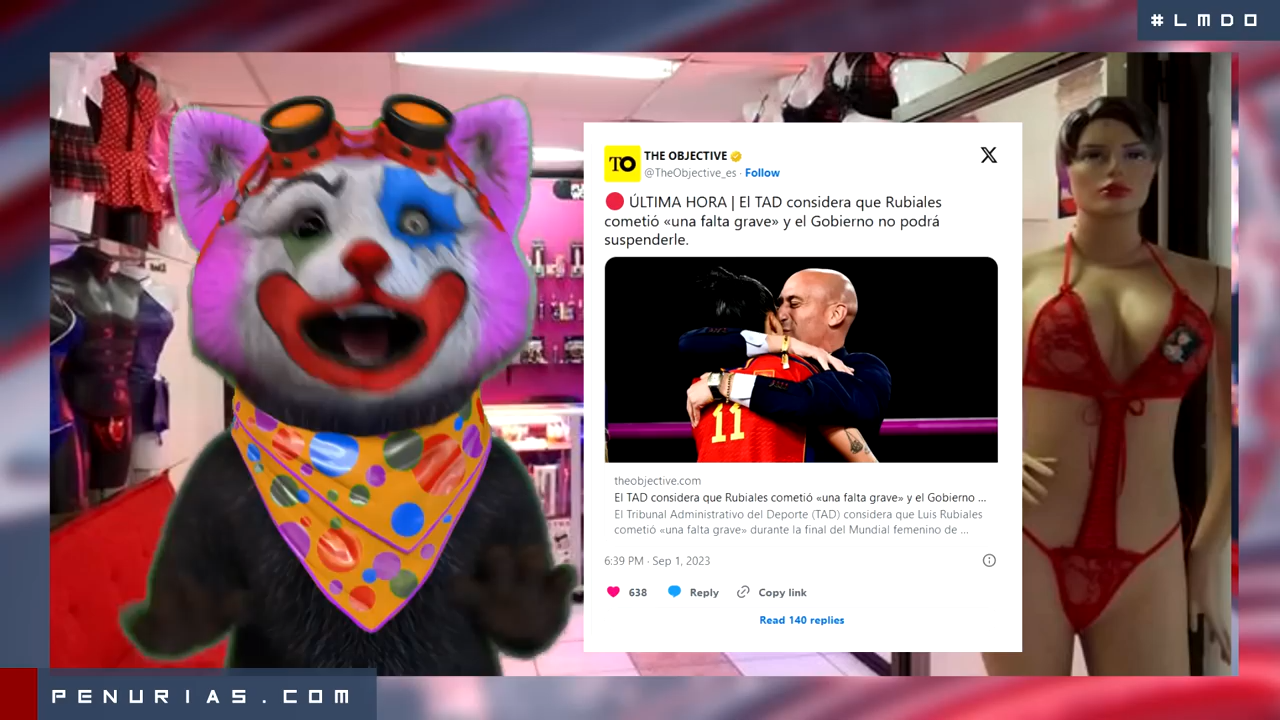 #LMDO
TO
THE OBJECTIVE
@TheObjective_es · Follow
ÚLTIMA HORA | El TAD considera que Rubiales
cometió «una falta grave» y el Gobierno no podrá
suspenderle.
11
theobjective.com
El TAD considera que Rubiales cometió «una falta grave» y el Gobierno ...
El Tribunal Administrativo del Deporte (TAD) considera que Luis Rubiales
cometió «una falta grave» durante la final del Mundial femenino de ...
6:39 PM · Sep 1, 2023
638 Reply Copy link
Read 140 replies
PENURIAS.COM